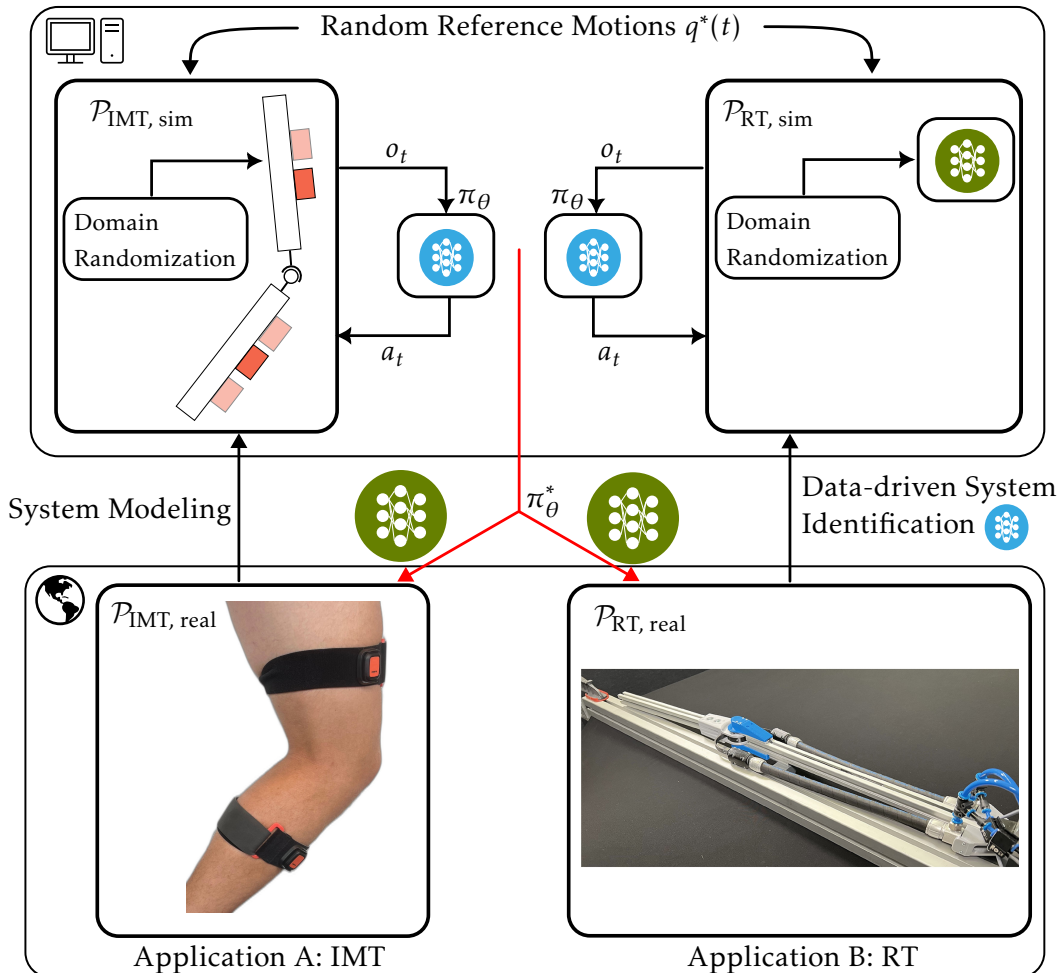 Random Reference Motions q*(t)
𝒫IMT, sim
Domain
Randomization
o_t
π_θ
a_t
o_t
π_θ
a_t
𝒫RT, sim
Domain
Randomization
System Modeling
π*_θ
Data-driven System
Identification
𝒫IMT, real
Application A: IMT
𝒫RT, real
Application B: RT